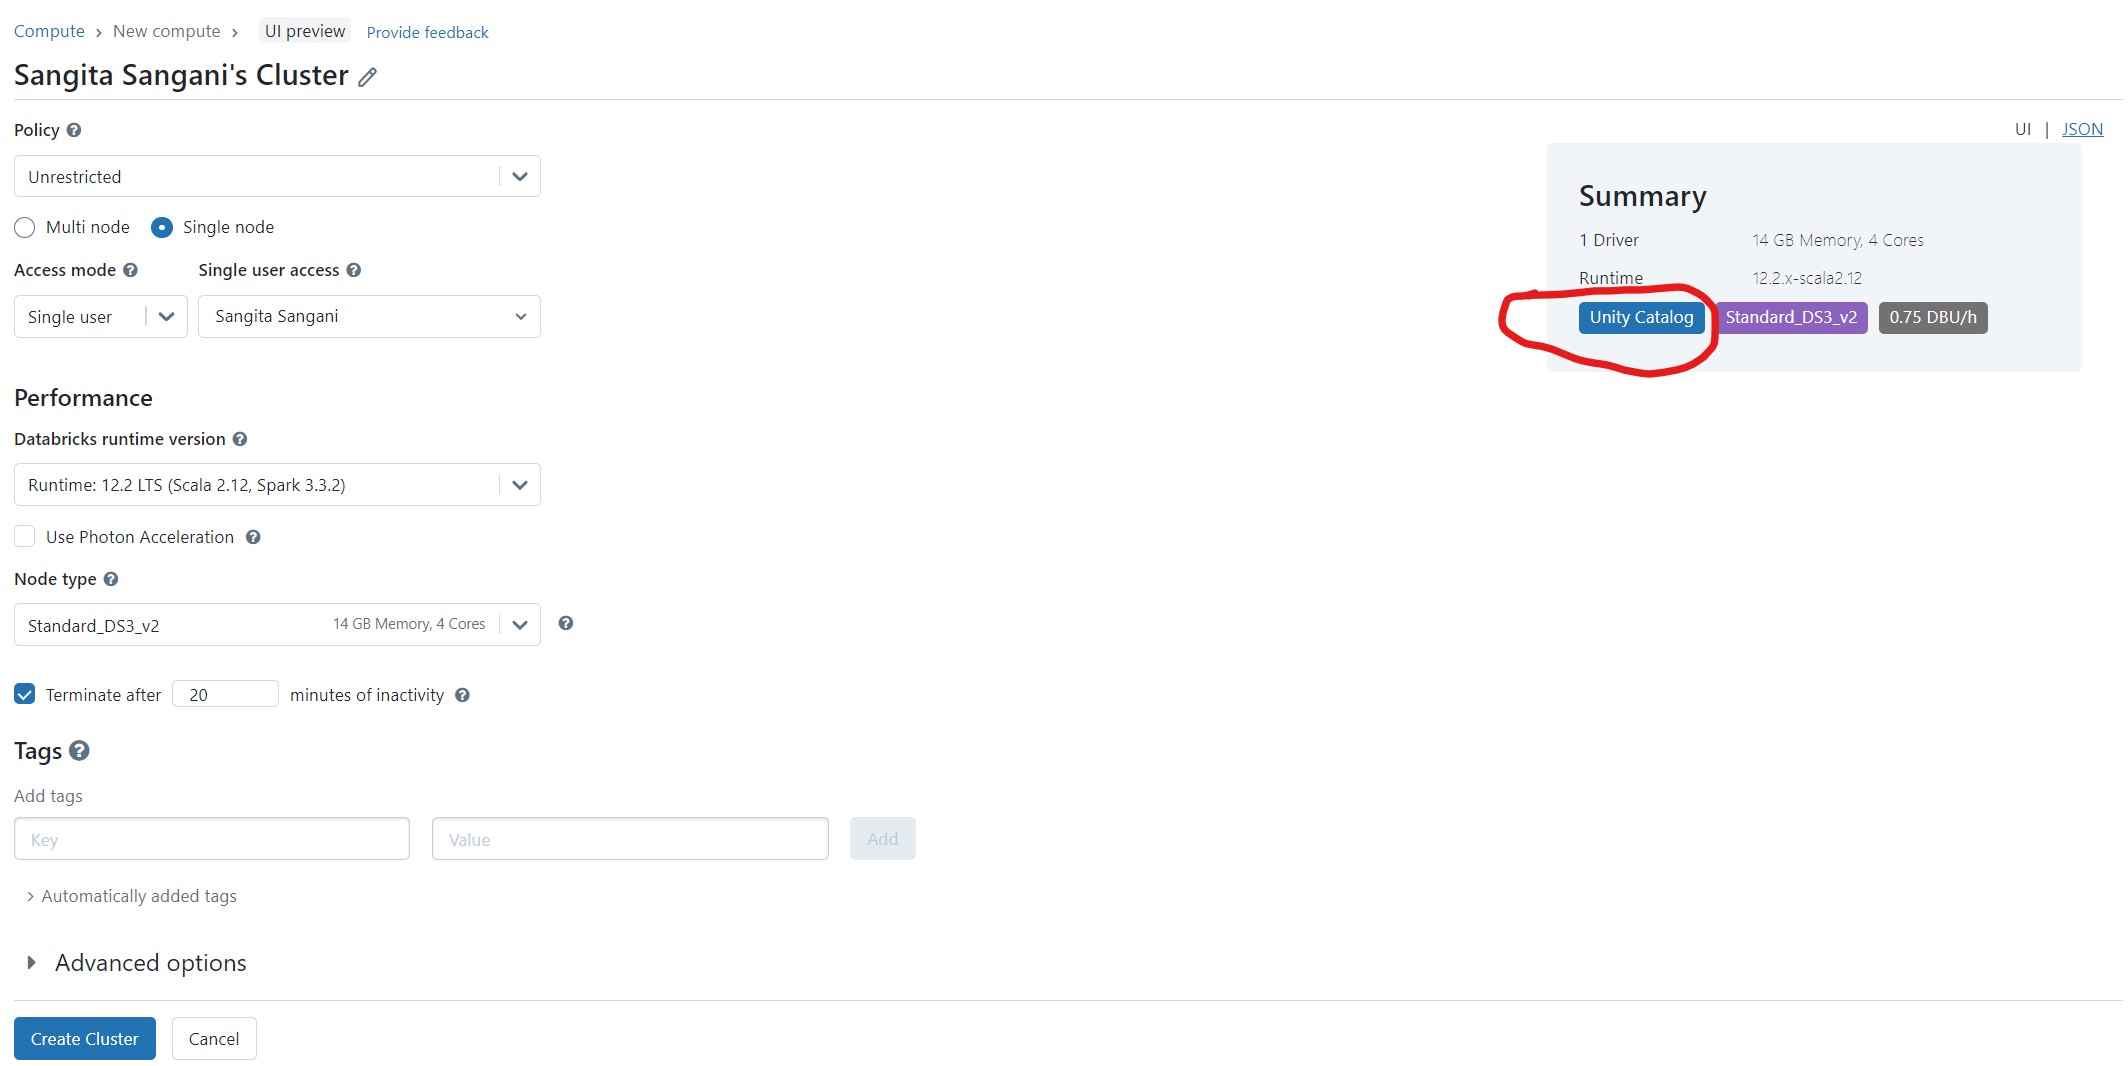 Compute > New compute > UI preview Provide feedback
Sangita Sangani's Cluster
Policy
UI | JSON
Unrestricted
Multi node Single node
Access mode Single user access
Single user Sangita Sangani
Summary
1 Driver 14 GB Memory, 4 Cores
Runtime 12.2.x-scala2.12
Unity Catalog Standard_DS3_v2 0.75 DBU/h
Performance
Databricks runtime version
Runtime: 12.2 LTS (Scala 2.12, Spark 3.3.2)
Use Photon Acceleration
Node type
Standard_DS3_v2 14 GB Memory, 4 Cores
Terminate after 20 minutes of inactivity
Tags
Add tags
Key Value Add
> Automatically added tags
Advanced options
Create Cluster Cancel